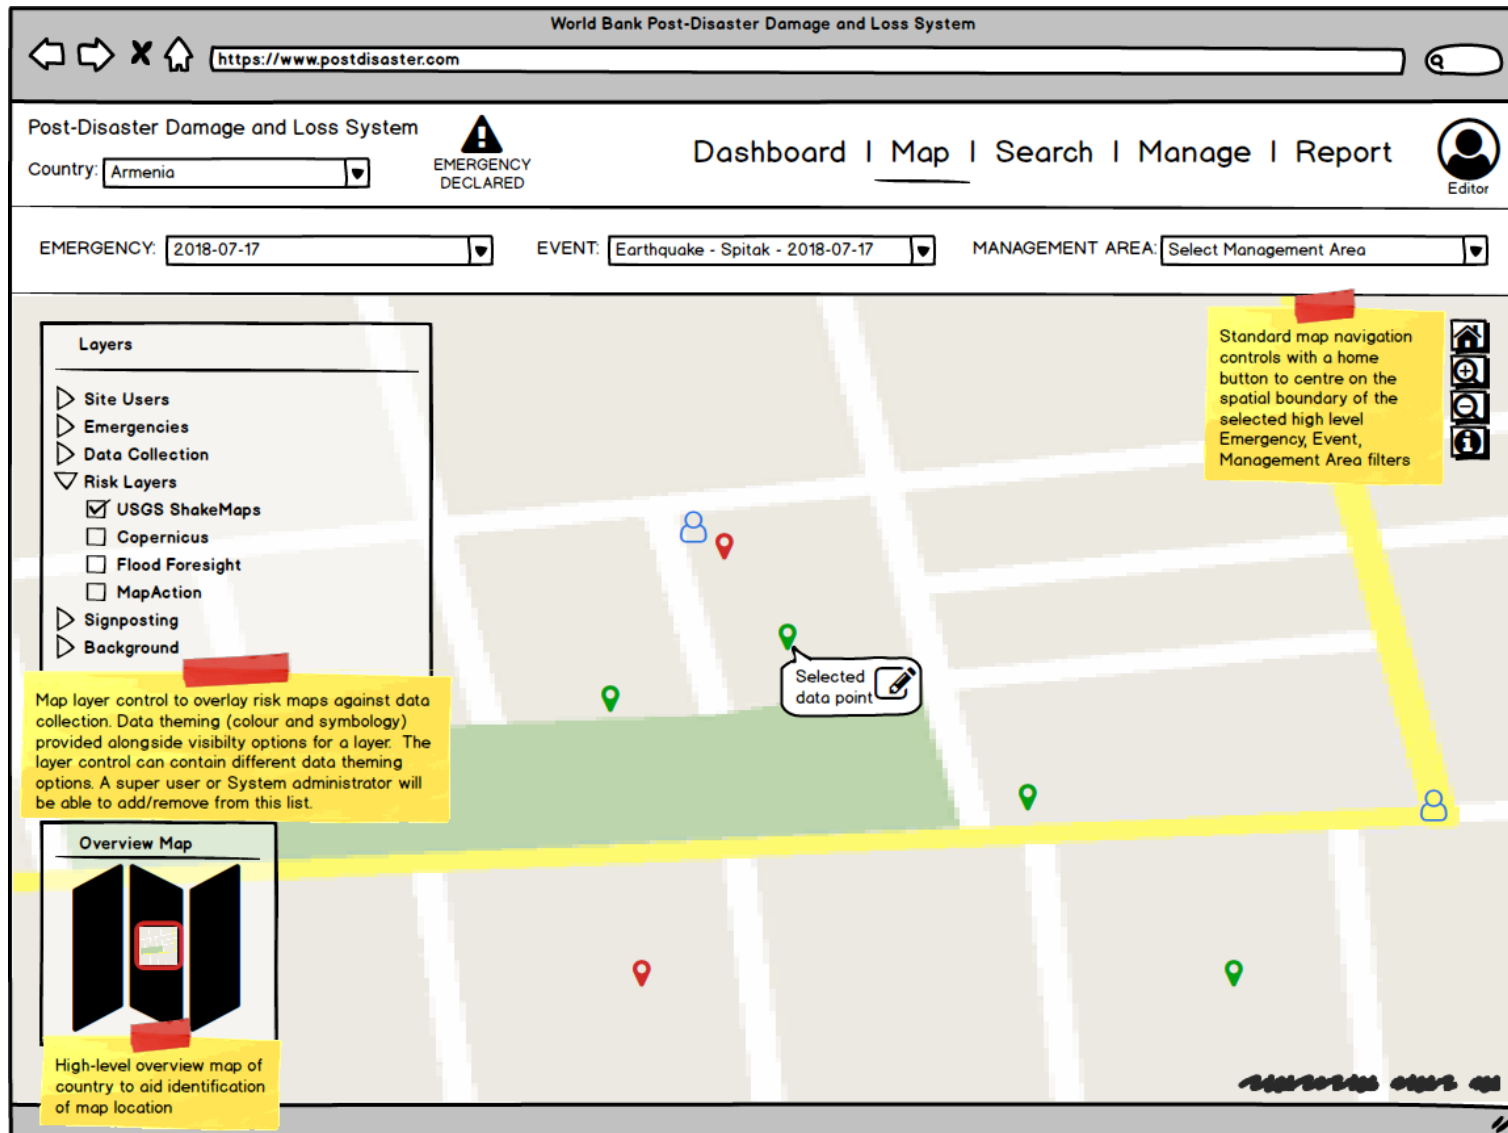 World Bank Post-Disaster Damage and Loss System
https://www.postdisaster.com
Post-Disaster Damage and Loss System
Country: Armenia
EMERGENCY
DECLARED
Dashboard | Map | Search | Manage | Report
Editor
EMERGENCY: 2018-07-17
EVENT: Earthquake - Spitak - 2018-07-17
MANAGEMENT AREA: Select Management Area
Layers
Site Users
Emergencies
Data Collection
Risk Layers
USGS ShakeMaps
Copernicus
Flood Foresight
MapAction
Signposting
Background
Standard map navigation
controls with a home
button to centre on the
spatial boundary of the
selected high level
Emergency, Event,
Management Area filters
Selected
data point
Map layer control to overlay risk maps against data
collection. Data theming (colour and symbology)
provided alongside visibilty options for a layer. The
layer control can contain different data theming
options. A super user or System administrator will
be able to add/remove from this list.
Overview Map
High-level overview map of
country to aid identification
of map location